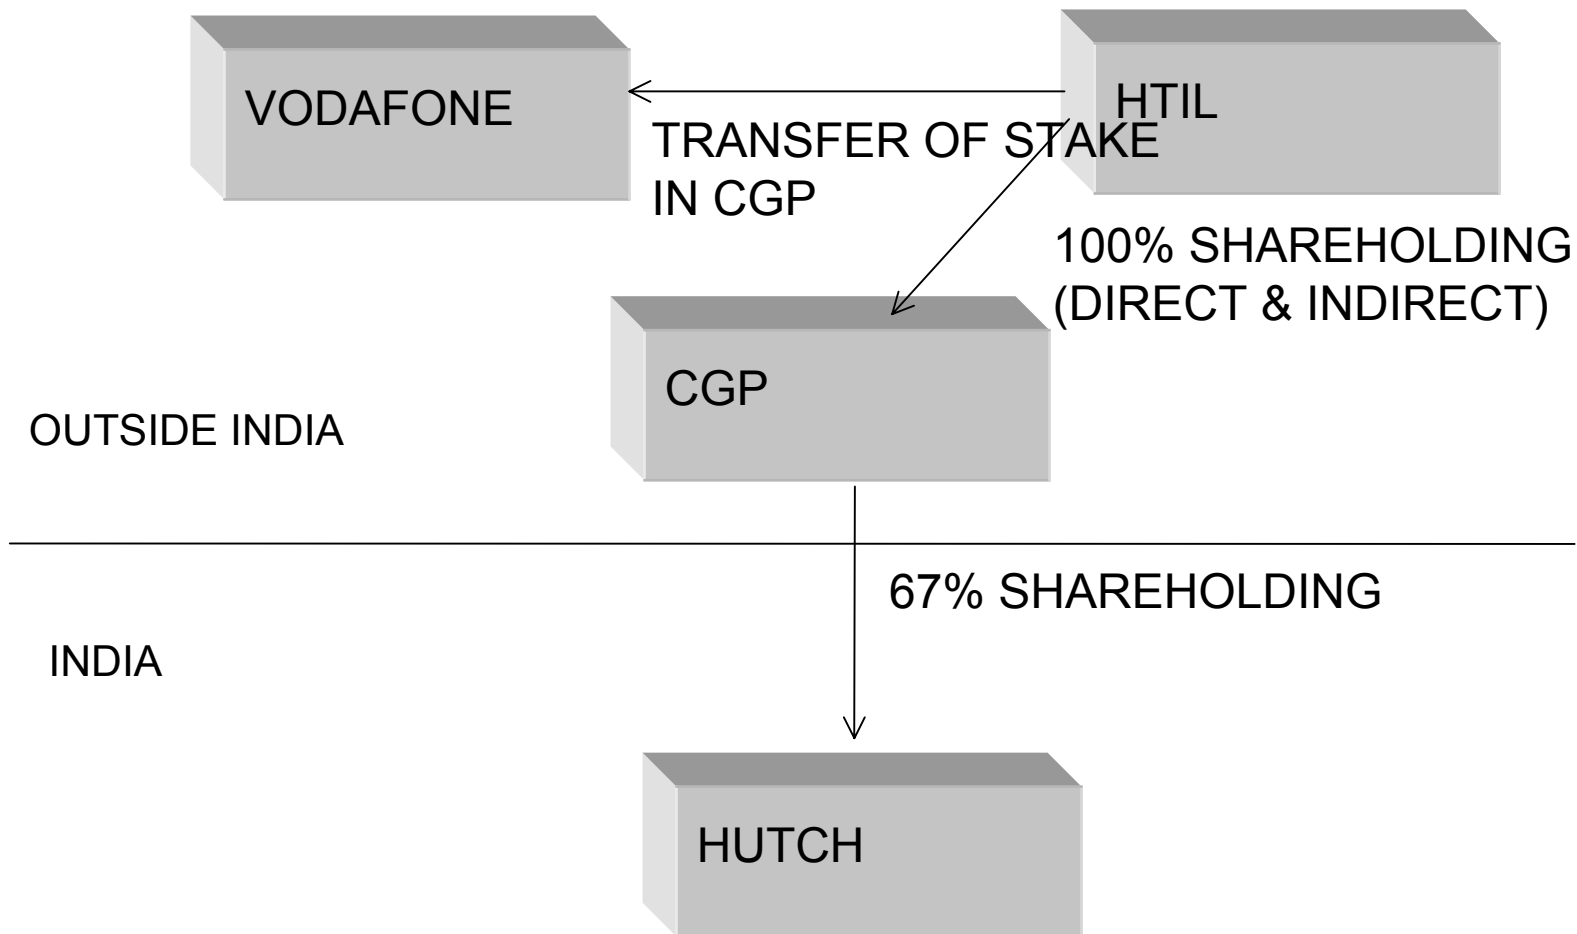 VODAFONE
HTIL
TRANSFER OF STAKE
IN CGP
100% SHAREHOLDING
(DIRECT & INDIRECT)
CGP
OUTSIDE INDIA
67% SHAREHOLDING
INDIA
HUTCH